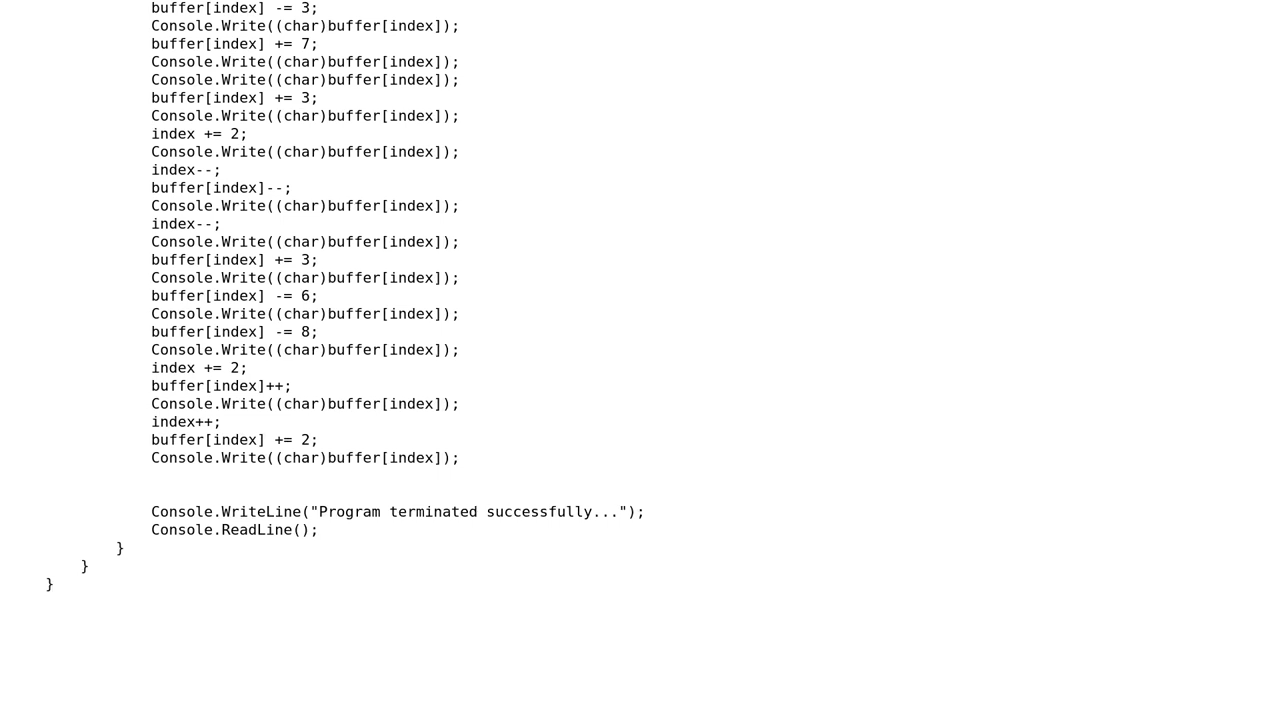 buffer[index] -= 3;
Console.Write((char)buffer[index]);
buffer[index] += 7;
Console.Write((char)buffer[index]);
Console.Write((char)buffer[index]);
buffer[index] += 3;
Console.Write((char)buffer[index]);
index += 2;
Console.Write((char)buffer[index]);
index--;
buffer[index]--;
Console.Write((char)buffer[index]);
index--;
Console.Write((char)buffer[index]);
buffer[index] += 3;
Console.Write((char)buffer[index]);
buffer[index] -= 6;
Console.Write((char)buffer[index]);
buffer[index] -= 8;
Console.Write((char)buffer[index]);
index += 2;
buffer[index]++;
Console.Write((char)buffer[index]);
index++;
buffer[index] += 2;
Console.Write((char)buffer[index]);
Console.WriteLine("Program terminated successfully...");
Console.ReadLine();
}
}
}